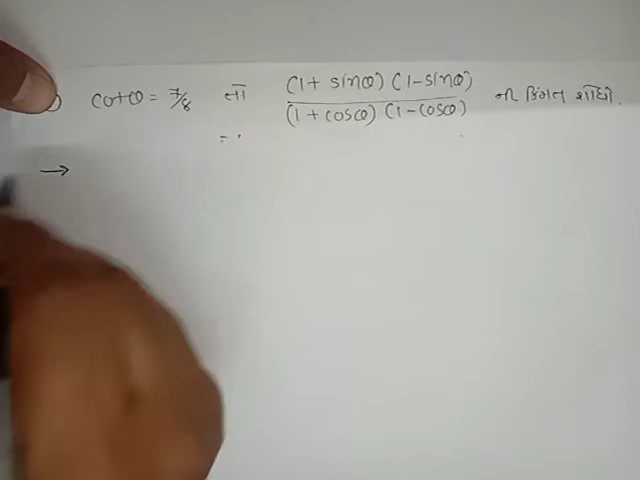 cotθ = 7/8 તો (1 + sinθ) (1 - sinθ) / (1 + cosθ) (1 - cosθ) ની કિંમત શોધો.
→